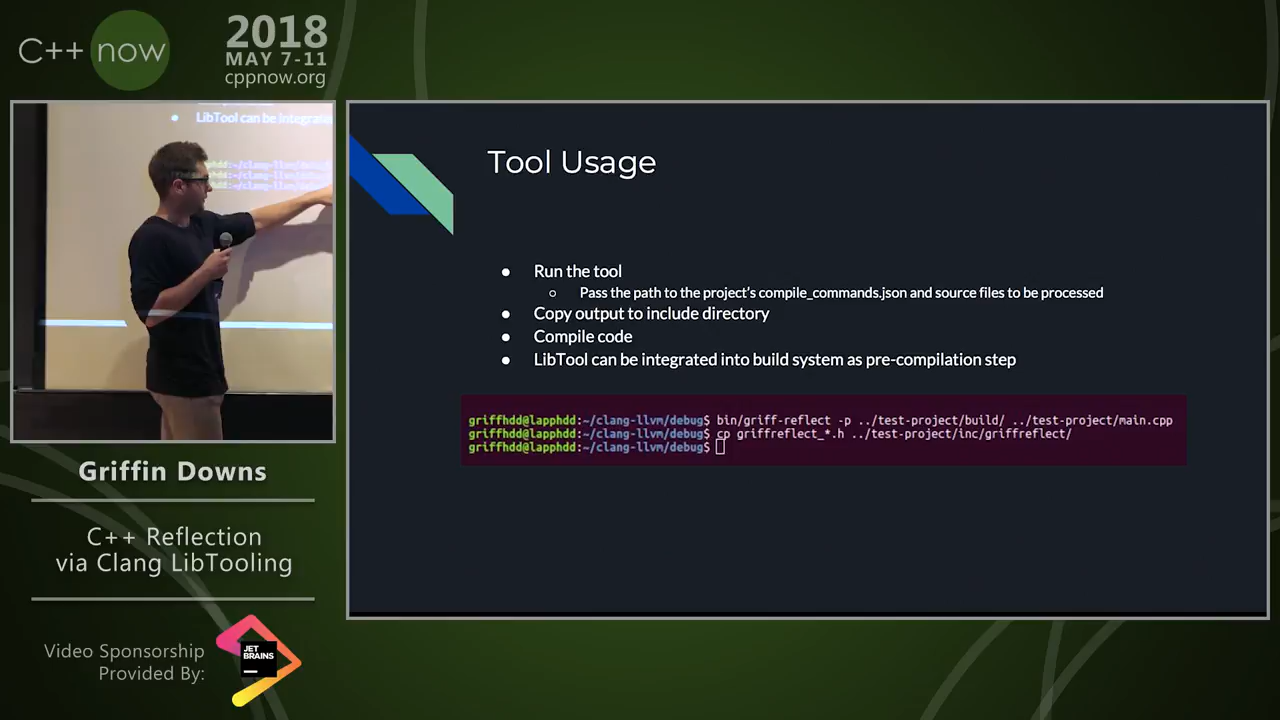 C++ now
2018
MAY 7-11
cppnow.org
LibTool can be integra
Tool Usage
Run the tool
Pass the path to the project's compile_commands.json and source files to be processed
Copy output to include directory
Compile code
LibTool can be integrated into build system as pre-compilation step
griffhdd@lapphdd:~/clang-llvm/debug$ bin/griff-reflect -p ../test-project/build/ ../test-project/main.cpp
griffhdd@lapphdd:~/clang-llvm/debug$ cp griffreflect_*.h ../test-project/inc/griffreflect/
griffhdd@lapphdd:~/clang-llvm/debug$
Griffin Downs
C++ Reflection
via Clang LibTooling
Video Sponsorship
Provided By:
JET
BRAINS